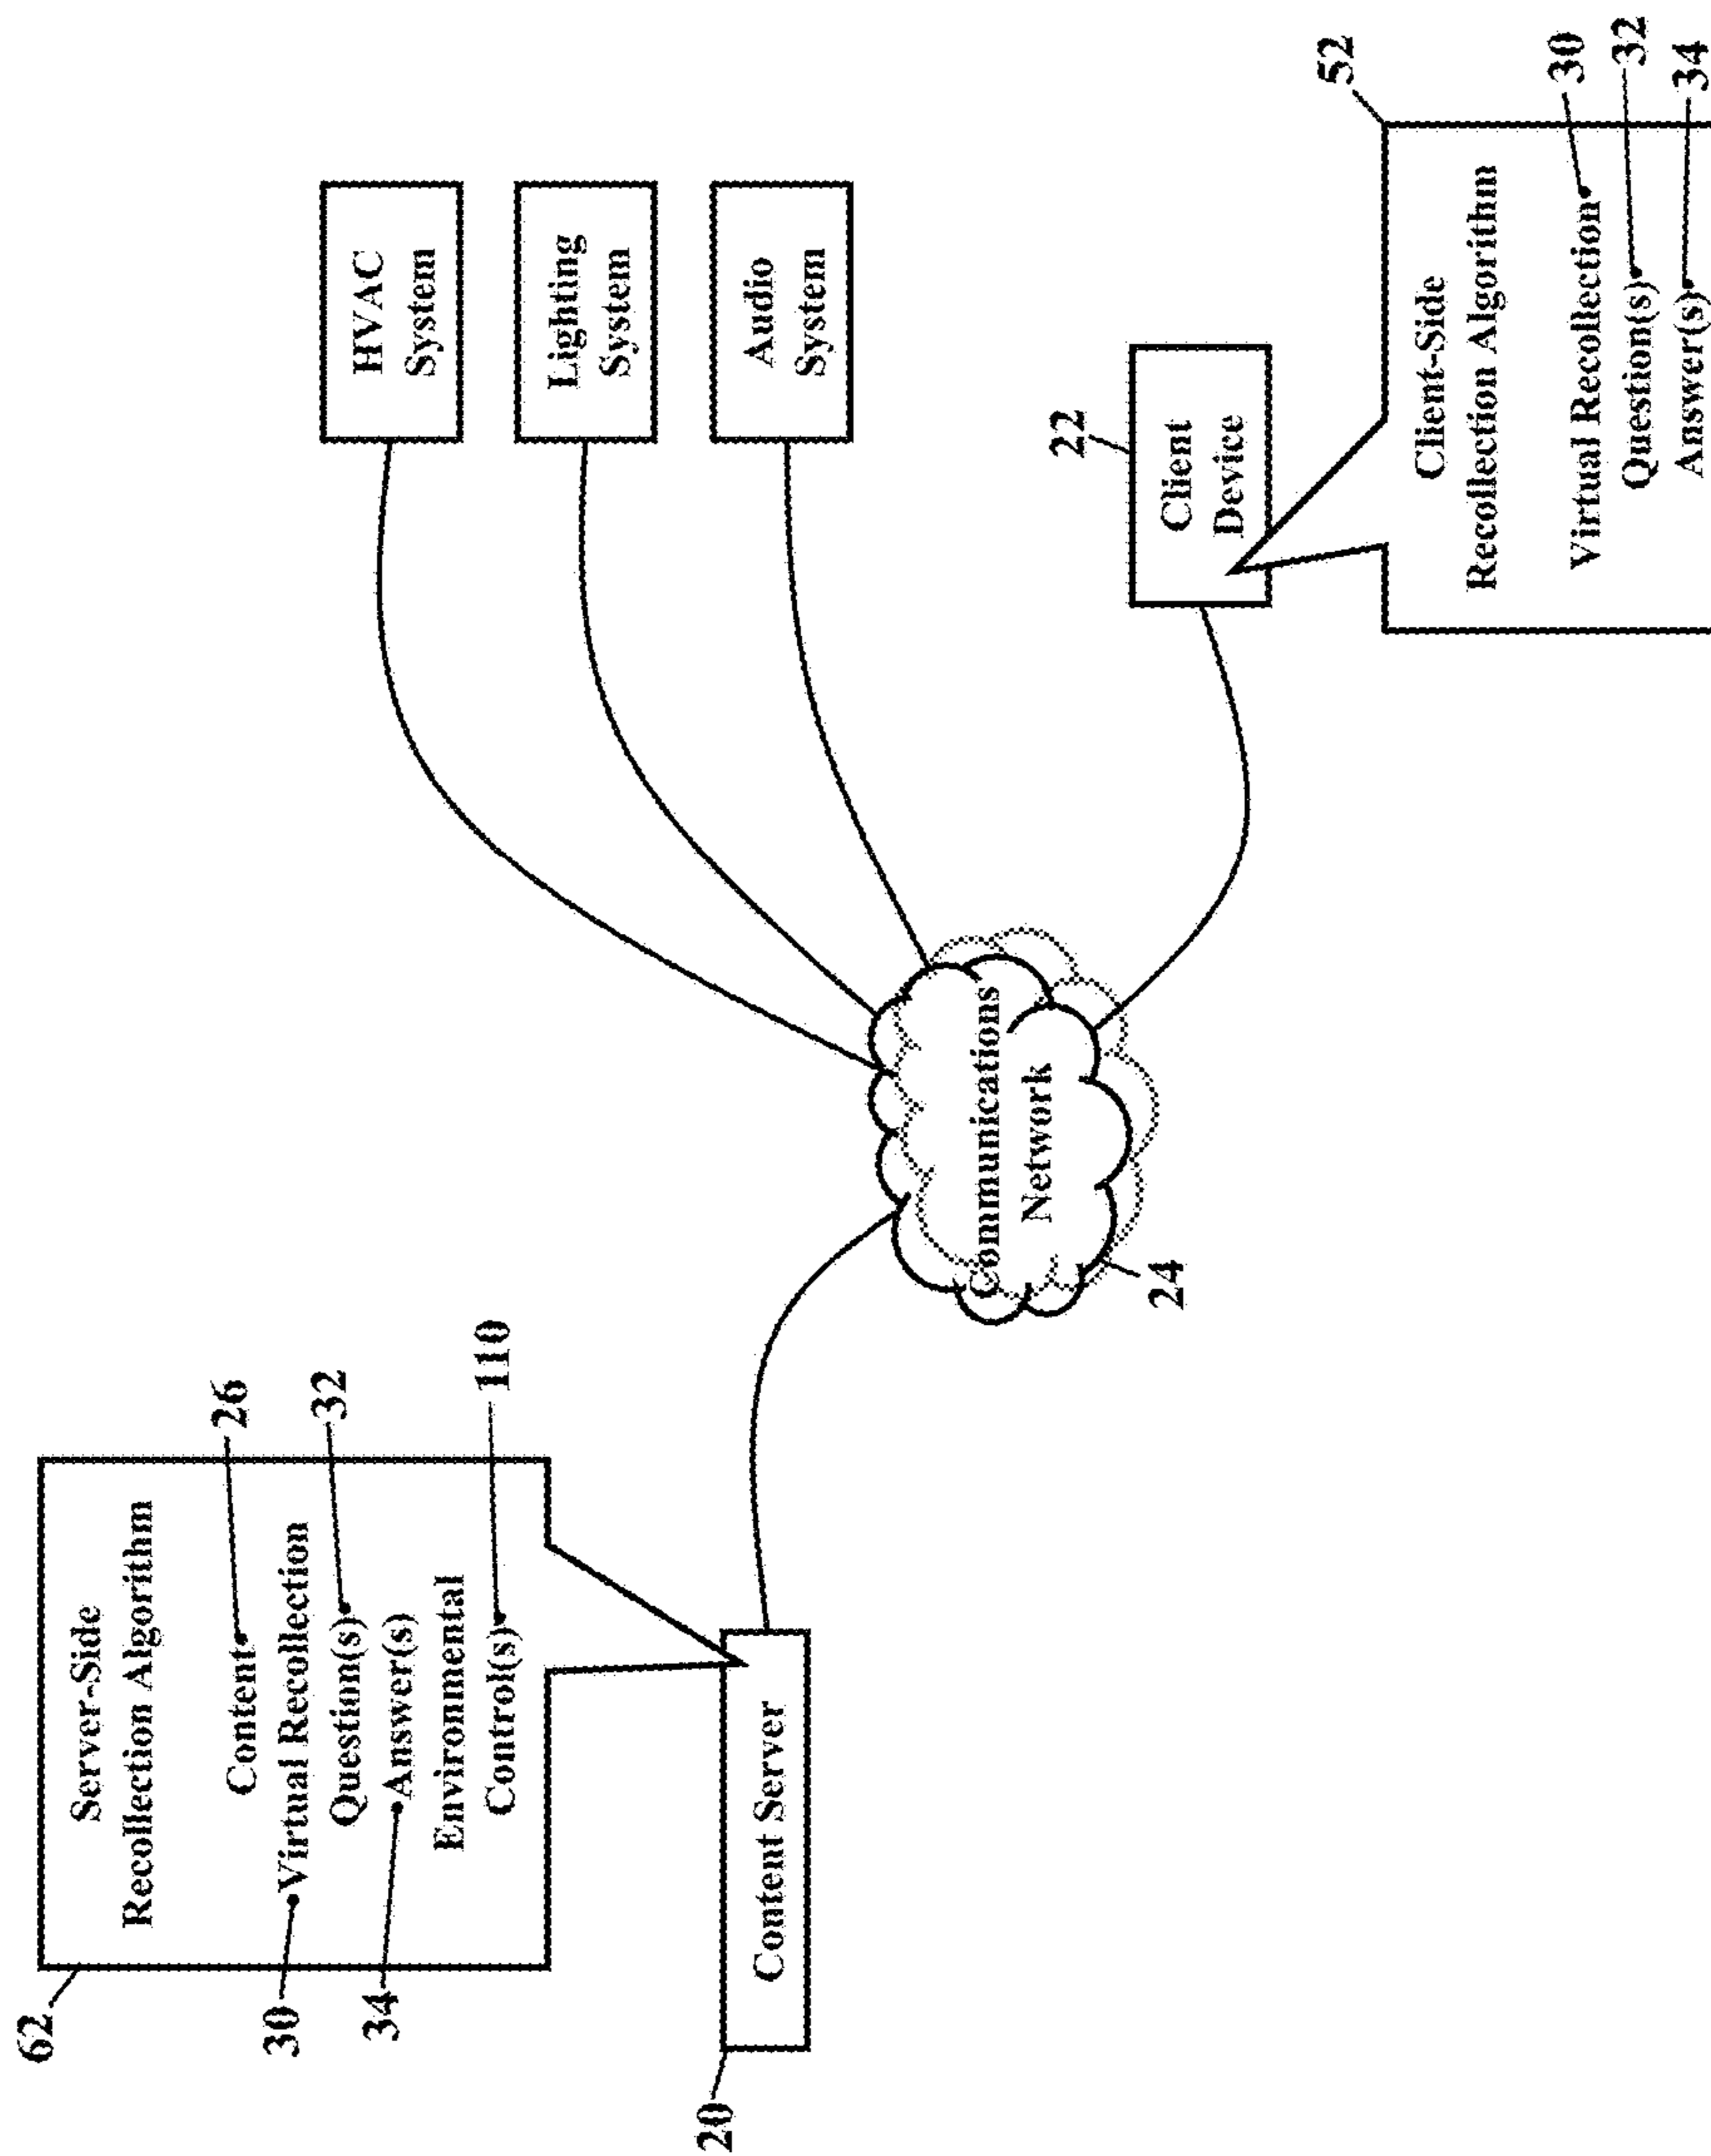 62
Server-Side
Recollection Algorithm
Content
26
30
Virtual Recollection
Question(s)
32
34
Answer(s)
Environmental
Control(s)
110
20
Content Server
HVAC
System
Lighting
System
Audio
System
Communications
Network
24
22
Client
Device
52
Client-Side
Recollection Algorithm
Virtual Recollection
30
Question(s)
32
Answer(s)
34